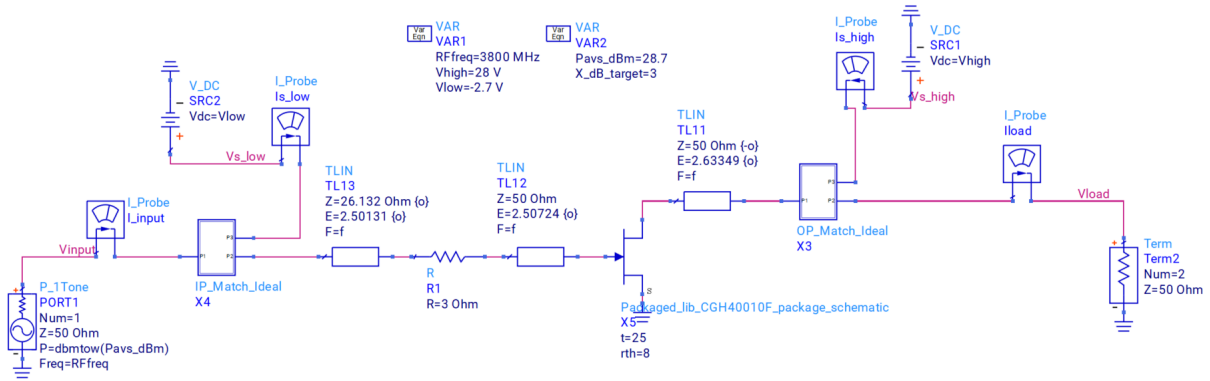 Var
Eqn
VAR
VAR1
RFfreq=3800 MHz
Vhigh=28 V
Vlow=-2.7 V
Var
Eqn
VAR
VAR2
Pavs_dBm=28.7
X_dB_target=3
I_Probe
Is_high
V_DC
SRC1
Vdc=Vhigh
Vs_high
V_DC
SRC2
Vdc=Vlow
I_Probe
Is_low
Vs_low
TLIN
TL11
Z=50 Ohm {-o}
E=2.63349 {o}
F=f
I_Probe
Iload
Vload
TLIN
TL13
Z=26.132 Ohm {o}
E=2.50131 {o}
F=f
TLIN
TL12
Z=50 Ohm
E=2.50724 {o}
F=f
I_Probe
I_input
Vinput
P1
P3
P2
IP_Match_Ideal
X4
R
R1
R=3 Ohm
P1
P3
P2
OP_Match_Ideal
X3
S
Packaged_lib_CGH40010F_package_schematic
X5
t=25
rth=8
P_1Tone
PORT1
Num=1
Z=50 Ohm
P=dbmtow(Pavs_dBm)
Freq=RFfreq
Term
Term2
Num=2
Z=50 Ohm